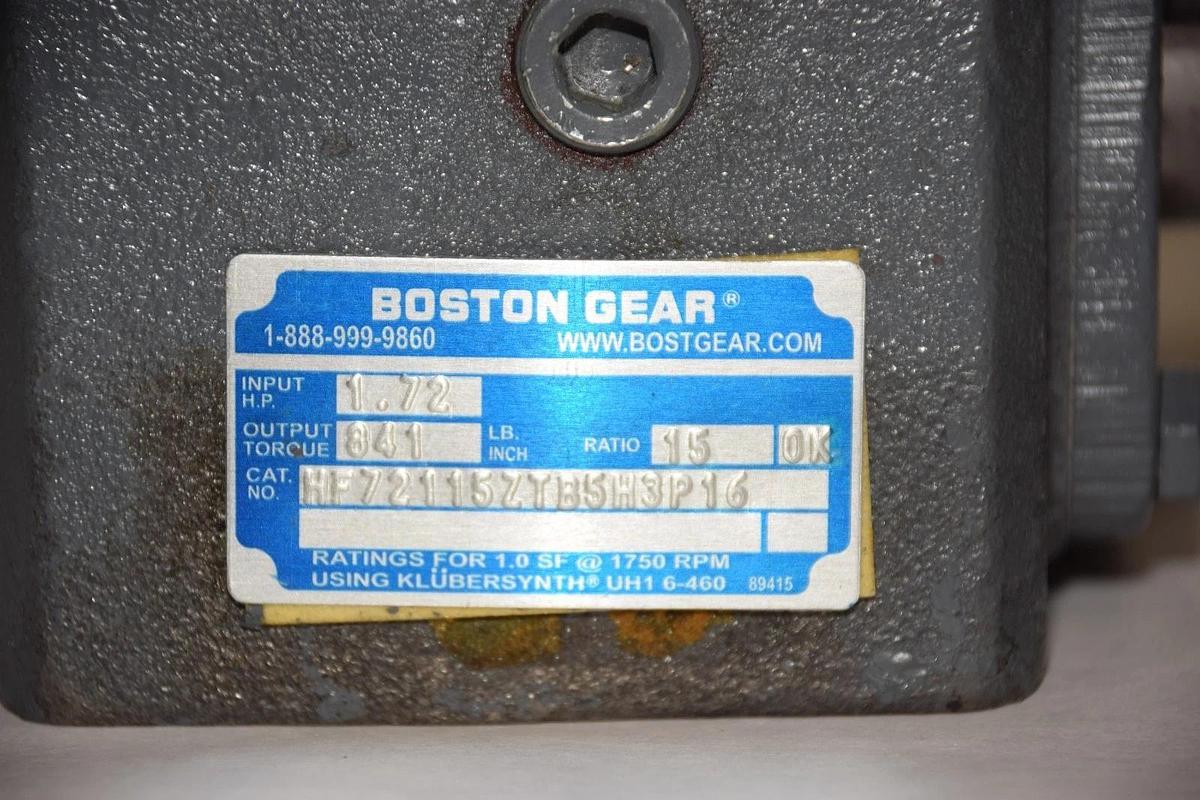 BOSTON GEAR®
1-888-999-9860 WWW.BOSTGEAR.COM
INPUT H.P. 1.72
OUTPUT TORQUE 841 LB. INCH RATIO 15 0K
CAT. NO. HF72115ZTB5H3P16
RATINGS FOR 1.0 SF @ 1750 RPM
USING KLÜBERSYNTH® UH1 6-460 89415